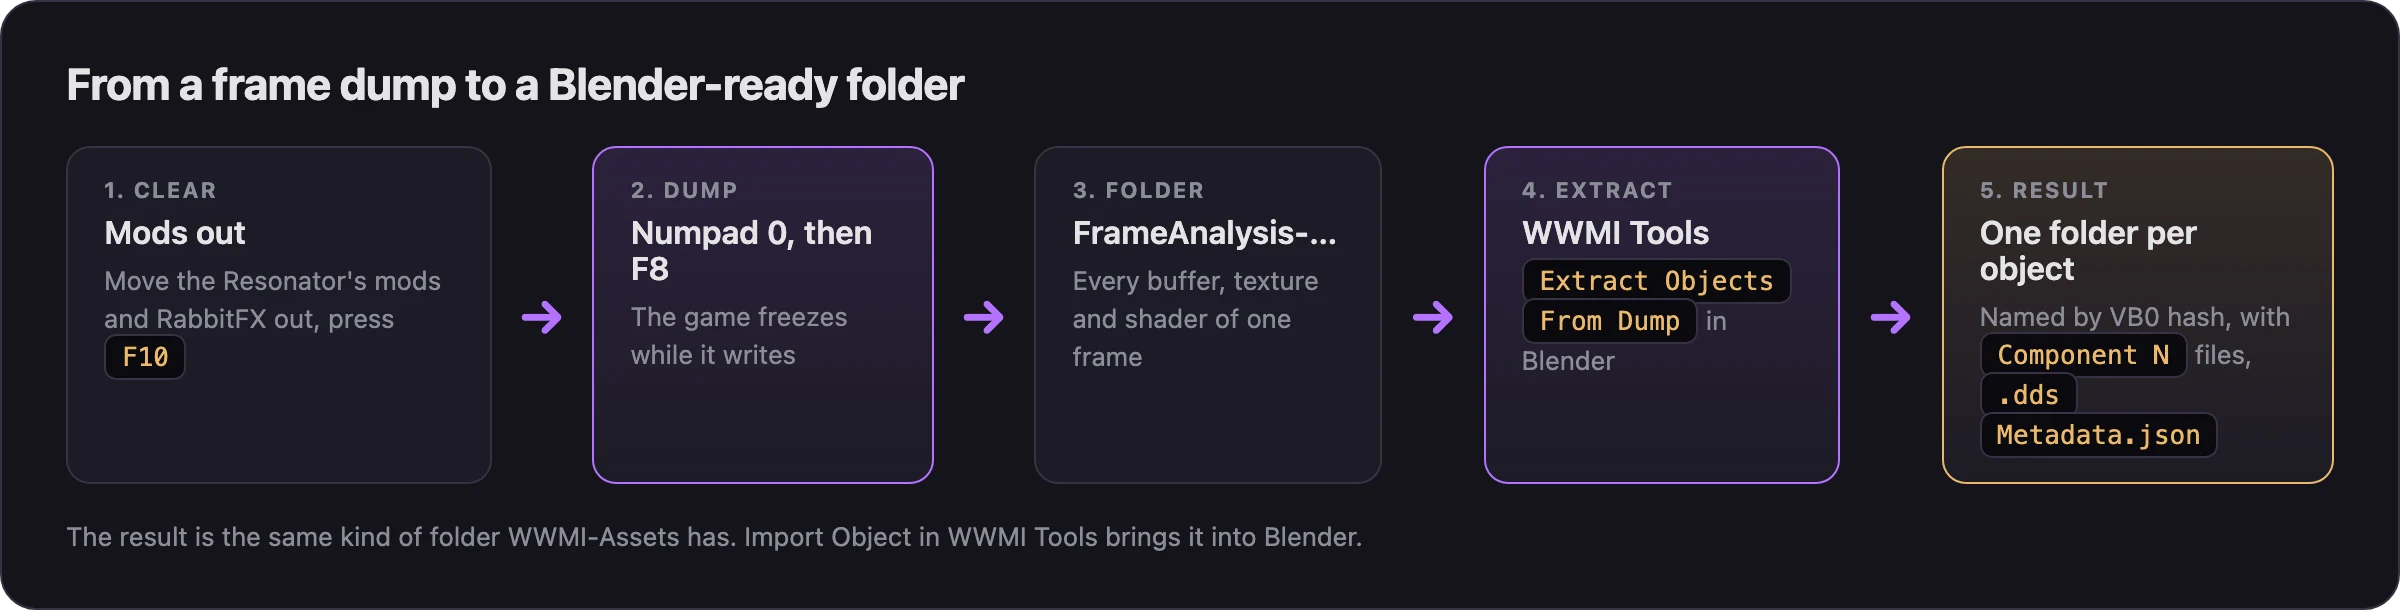 From a frame dump to a Blender-ready folder
1. CLEAR
Mods out
Move the Resonator's mods
and RabbitFX out, press
F10
2. DUMP
Numpad 0, then
F8
The game freezes
while it writes
3. FOLDER
FrameAnalysis-...
Every buffer, texture
and shader of one
frame
4. EXTRACT
WWMI Tools
Extract Objects
From Dump in
Blender
5. RESULT
One folder per
object
Named by VB0 hash, with
Component N files,
.dds
Metadata.json
The result is the same kind of folder WWMI-Assets has. Import Object in WWMI Tools brings it into Blender.